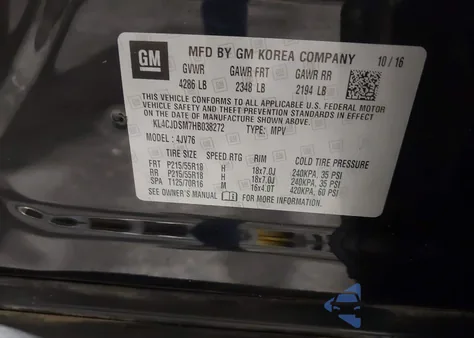 GM
MFD BY GM KOREA COMPANY 10/16
GVWR GAWR FRT GAWR RR
4286 LB 2348 LB 2194 LB
THIS VEHICLE CONFORMS TO ALL APPLICABLE U.S. FEDERAL MOTOR
VEHICLE SAFETY AND THEFT PREVENTION STANDARDS IN EFFECT
ON THE DATE OF MANUFACTURE SHOWN ABOVE.
KL4CJDSM7HB038272 TYPE: MPV
MODEL: 4JV76
TIRE SIZE SPEED RTG RIM COLD TIRE PRESSURE
FRT P215/55R18 H 18x7.0J 240KPA, 35 PSI
RR P215/55R18 H 18x7.0J 240KPA, 35 PSI
SPA T125/70R16 M 16x4.0T 420KPA, 60 PSI
SEE OWNER'S MANUAL